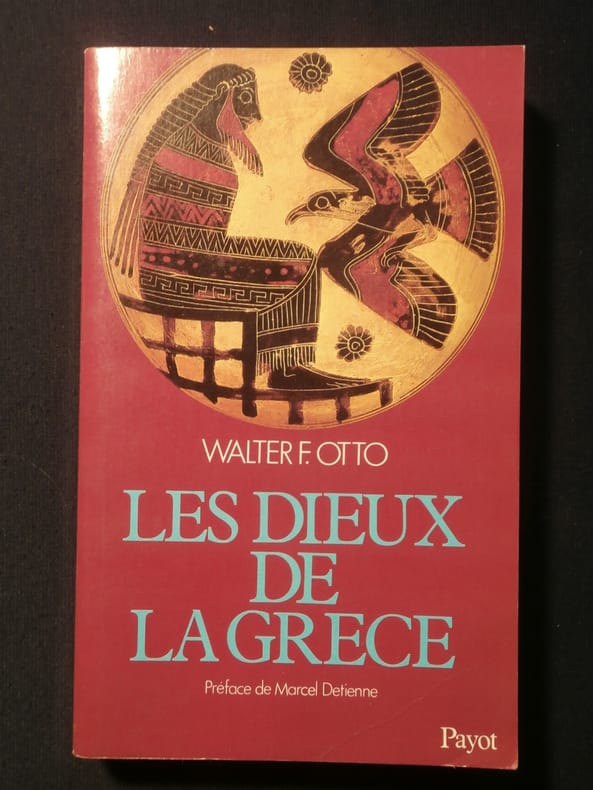 WALTER F. OTTO
LES DIEUX
DE
LA GRECE
Préface de Marcel Detienne
Payot